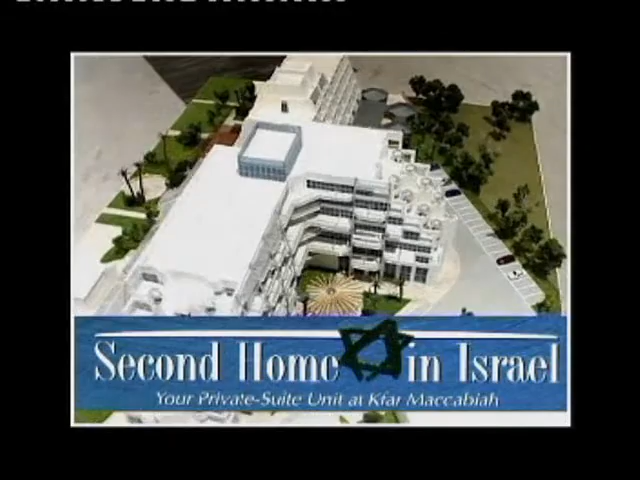 Second Home in Israel
Your Private-Suite Unit at Kfar Maccabiah